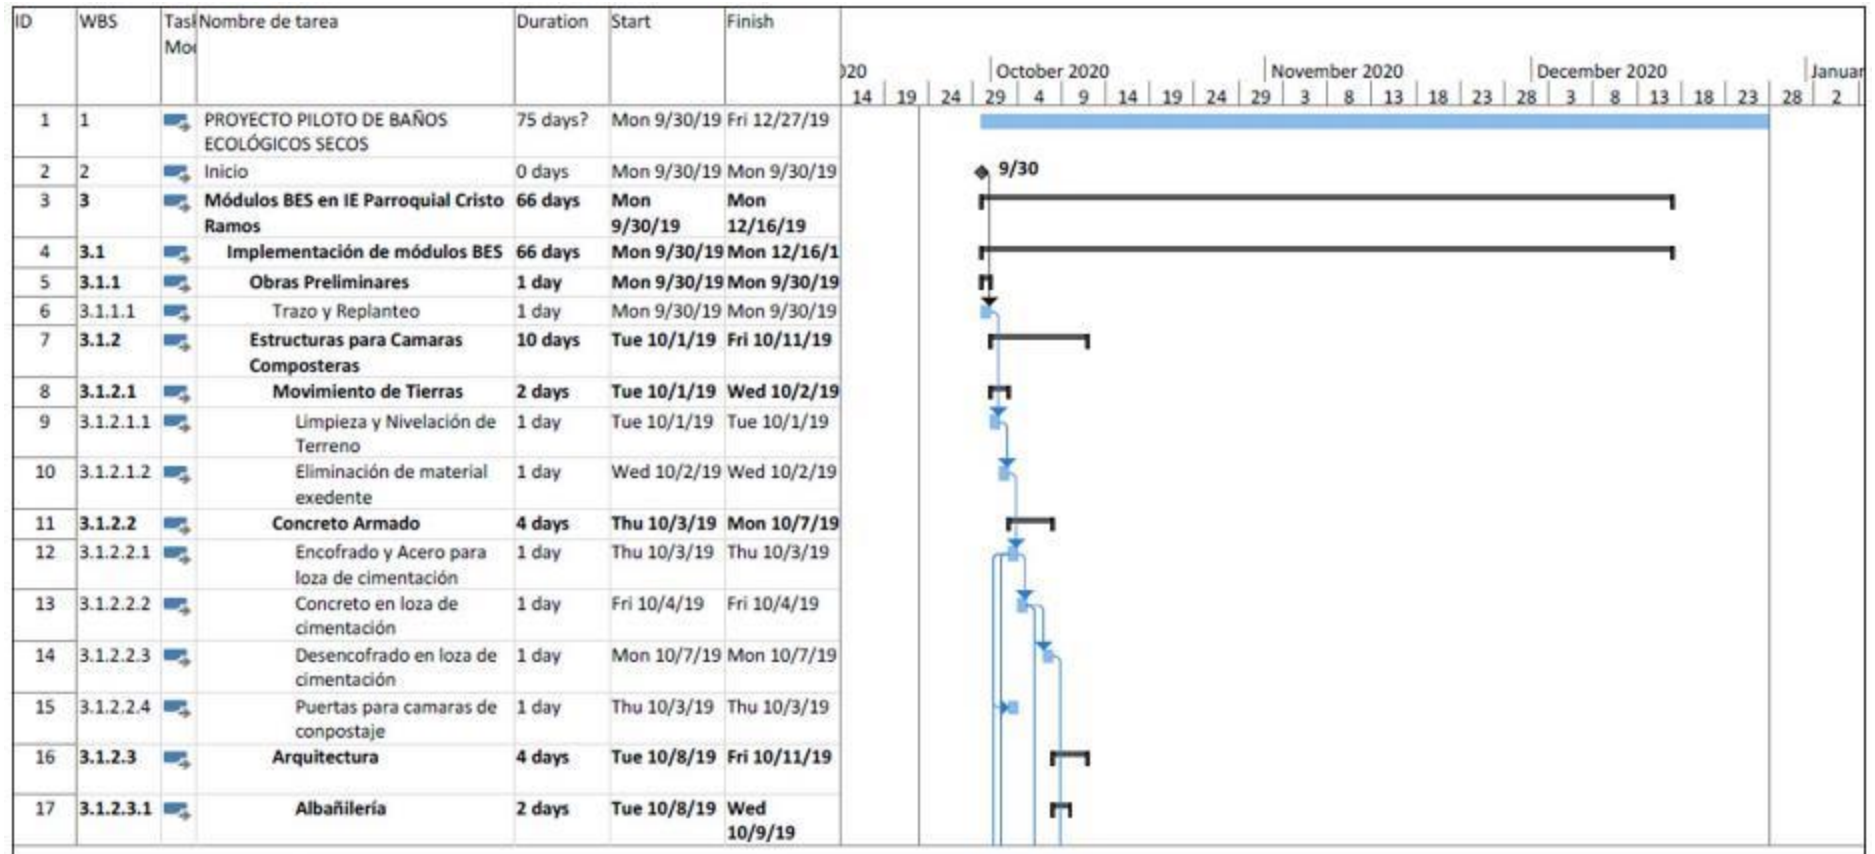 ID WBS Task Mod Nombre de tarea Duration Start Finish
020 October 2020 November 2020 December 2020 Januar
14 19 24 29 4 9 14 19 24 29 3 8 13 18 23 28 3 8 13 18 23 28 2
1 1 PROYECTO PILOTO DE BAÑOS 75 days? Mon 9/30/19 Fri 12/27/19
ECOLÓGICOS SECOS
2 2 Inicio 0 days Mon 9/30/19 Mon 9/30/19 9/30
3 3 Módulos BES en IE Parroquial Cristo 66 days Mon Mon
Ramos 9/30/19 12/16/19
4 3.1 Implementación de módulos BES 66 days Mon 9/30/19 Mon 12/16/1
5 3.1.1 Obras Preliminares 1 day Mon 9/30/19 Mon 9/30/19
6 3.1.1.1 Trazo y Replanteo 1 day Mon 9/30/19 Mon 9/30/19
7 3.1.2 Estructuras para Camaras 10 days Tue 10/1/19 Fri 10/11/19
Composteras
8 3.1.2.1 Movimiento de Tierras 2 days Tue 10/1/19 Wed 10/2/19
9 3.1.2.1.1 Limpieza y Nivelación de 1 day Tue 10/1/19 Tue 10/1/19
Terreno
10 3.1.2.1.2 Eliminación de material 1 day Wed 10/2/19 Wed 10/2/19
exedente
11 3.1.2.2 Concreto Armado 4 days Thu 10/3/19 Mon 10/7/19
12 3.1.2.2.1 Encofrado y Acero para 1 day Thu 10/3/19 Thu 10/3/19
loza de cimentación
13 3.1.2.2.2 Concreto en loza de 1 day Fri 10/4/19 Fri 10/4/19
cimentación
14 3.1.2.2.3 Desencofrado en loza de 1 day Mon 10/7/19 Mon 10/7/19
cimentación
15 3.1.2.2.4 Puertas para camaras de 1 day Thu 10/3/19 Thu 10/3/19
conpostaje
16 3.1.2.3 Arquitectura 4 days Tue 10/8/19 Fri 10/11/19
17 3.1.2.3.1 Albañilería 2 days Tue 10/8/19 Wed
10/9/19